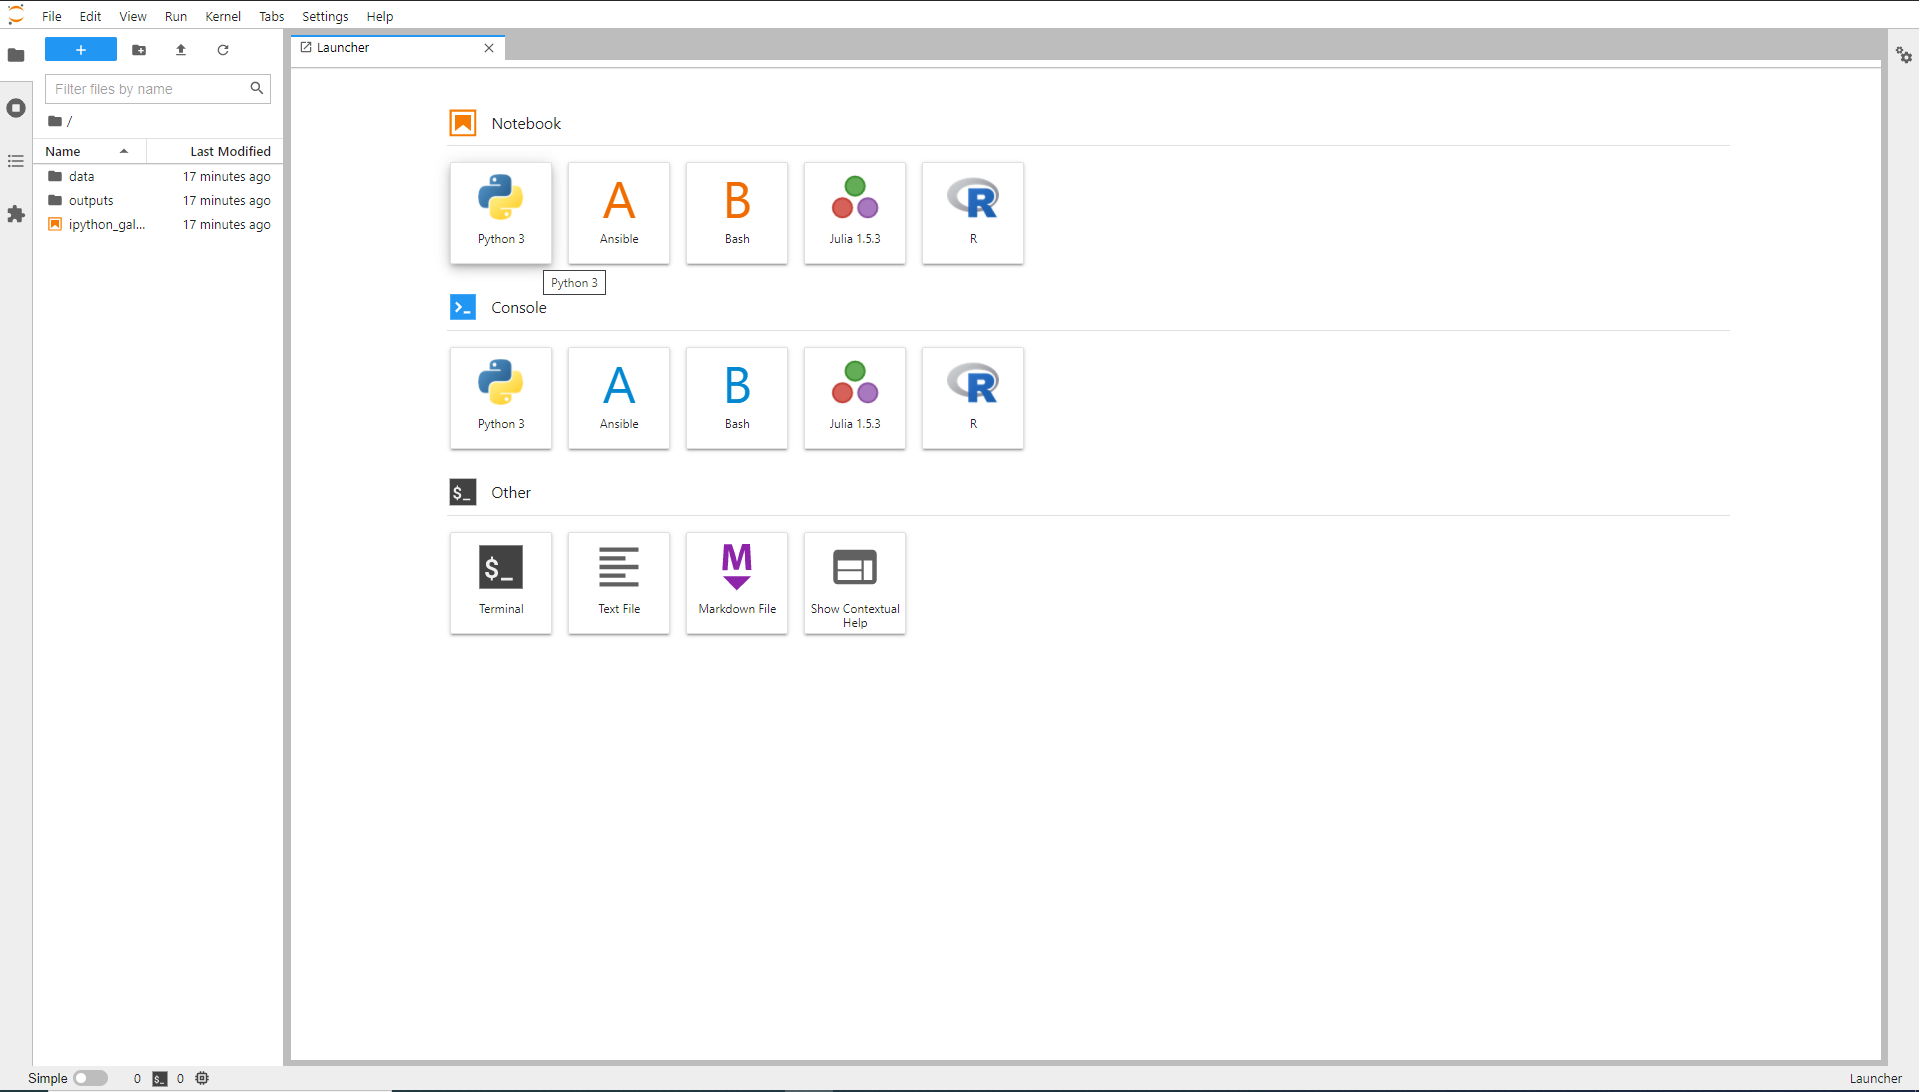 File Edit View Run Kernel Tabs Settings Help
Launcher
Filter files by name
/
Name Last Modified
data 17 minutes ago
outputs 17 minutes ago
ipython_gal... 17 minutes ago
Notebook
Python 3 Ansible Bash Julia 1.5.3 R
Python 3
Console
Python 3 Ansible Bash Julia 1.5.3 R
$_ Other
$_
Terminal Text File Markdown File Show Contextual
Help
Simple 0 $_ 0 Launcher